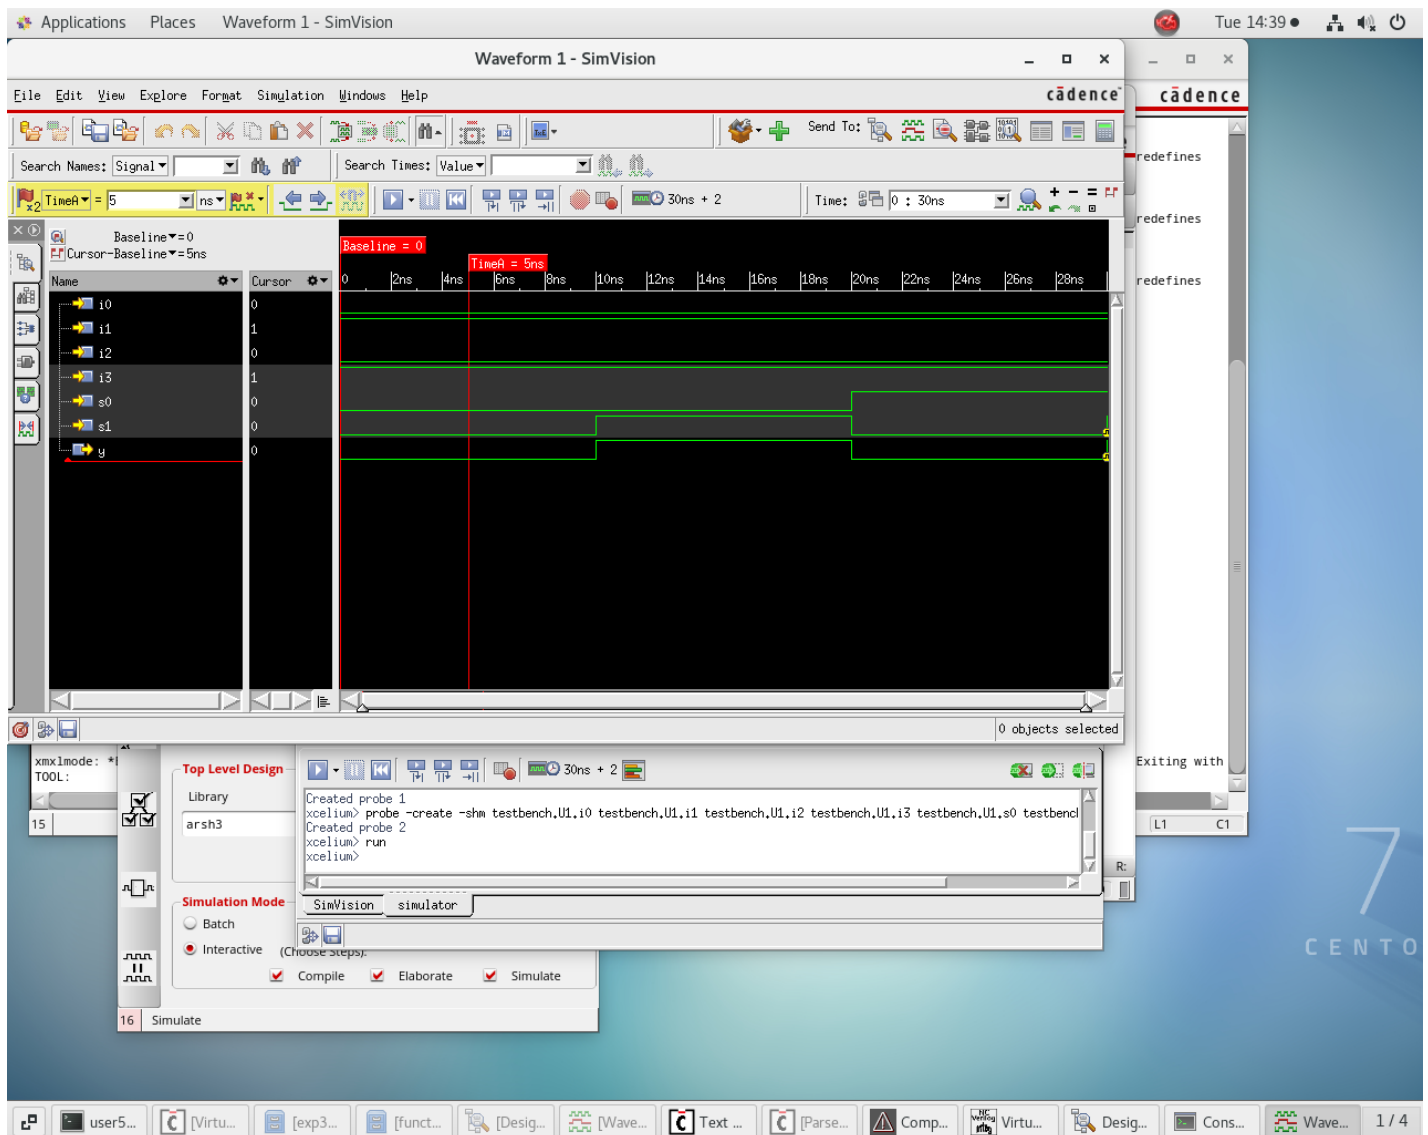 Applications Places Waveform 1 - SimVision Tue 14:39
Waveform 1 - SimVision
File Edit View Explore Format Simulation Windows Help cādence
cādence
Send To:
Search Names: Signal Search Times: Value
redefines
x2 TimeA = 5 ns 30ns + 2 Time: 0 : 30ns
redefines
Baseline = 0
Cursor-Baseline = 5ns
Baseline = 0
TimeA = 5ns
Name Cursor 0 2ns 4ns 6ns 8ns 10ns 12ns 14ns 16ns 18ns 20ns 22ns 24ns 26ns 28ns
redefines
i0 0
i1 1
i2 0
i3 1
s0 0
s1 0
y 0
0 objects selected
TOOL:
Exiting with
Top Level Design
Library
arsh3
30ns + 2
Created probe 1
xcelium> probe -create -shm testbench.U1.i0 testbench.U1.i1 testbench.U1.i2 testbench.U1.i3 testbench.U1.s0 testbencl
Created probe 2
xcelium> run
xcelium>
15
L1 C1
R:
Simulation Mode
SimVision simulator
Batch
Interactive (Choose Steps):
Compile Elaborate Simulate
16 Simulate
7
CENTO
user5... [Virtu... [exp3... [funct... [Desig... [Wave... Text ... [Parse... Comp... Virtu... Desig... Cons... Wave... 1 / 4